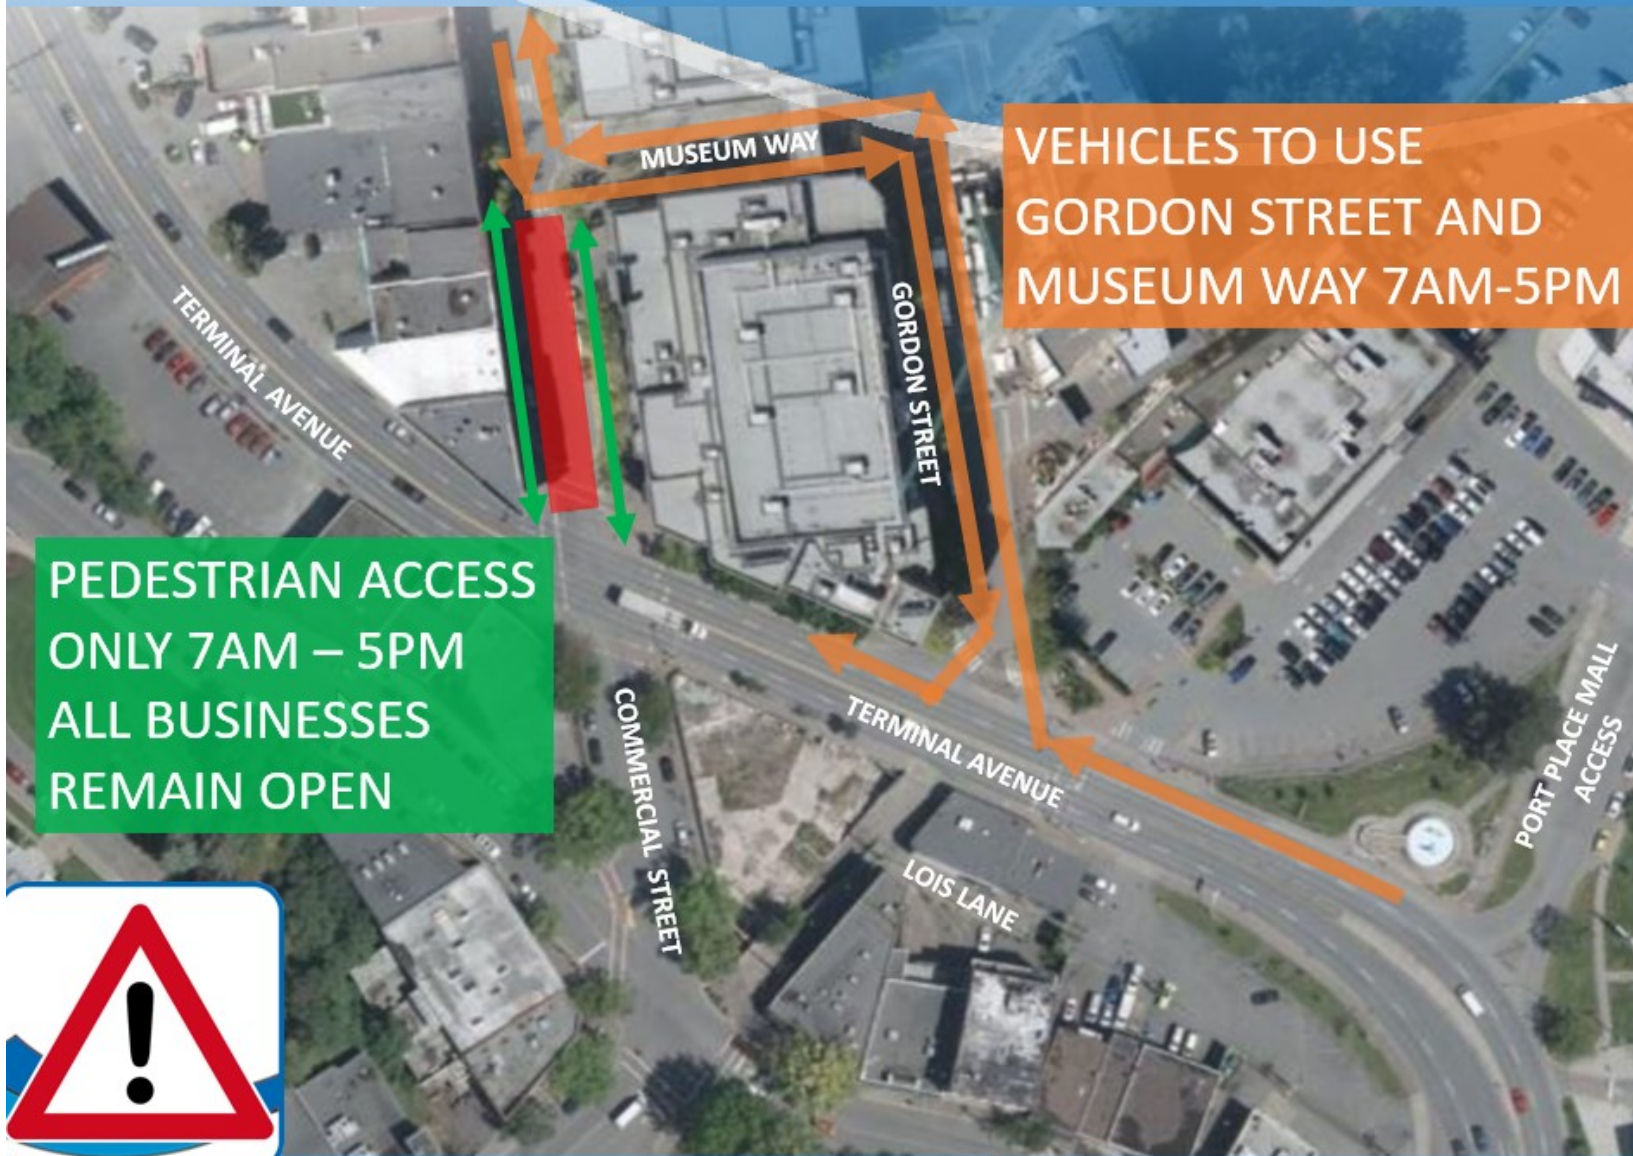 MUSEUM WAY
VEHICLES TO USE
GORDON STREET AND
MUSEUM WAY 7AM-5PM
TERMINAL AVENUE
GORDON STREET
PEDESTRIAN ACCESS
ONLY 7AM – 5PM
ALL BUSINESSES
REMAIN OPEN
COMMERCIAL STREET
TERMINAL AVENUE
PORT PLACE MALL
ACCESS
LOIS LANE
!